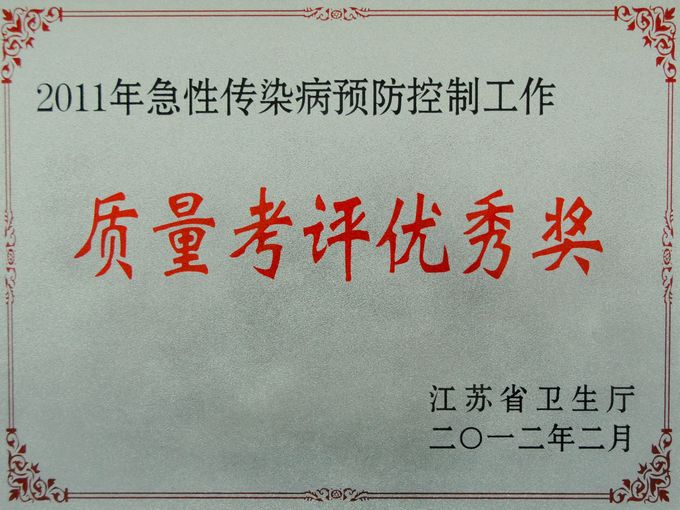 2011年急性传染病预防控制工作
质量考评优秀奖
江苏省卫生厅
二〇一二年二月